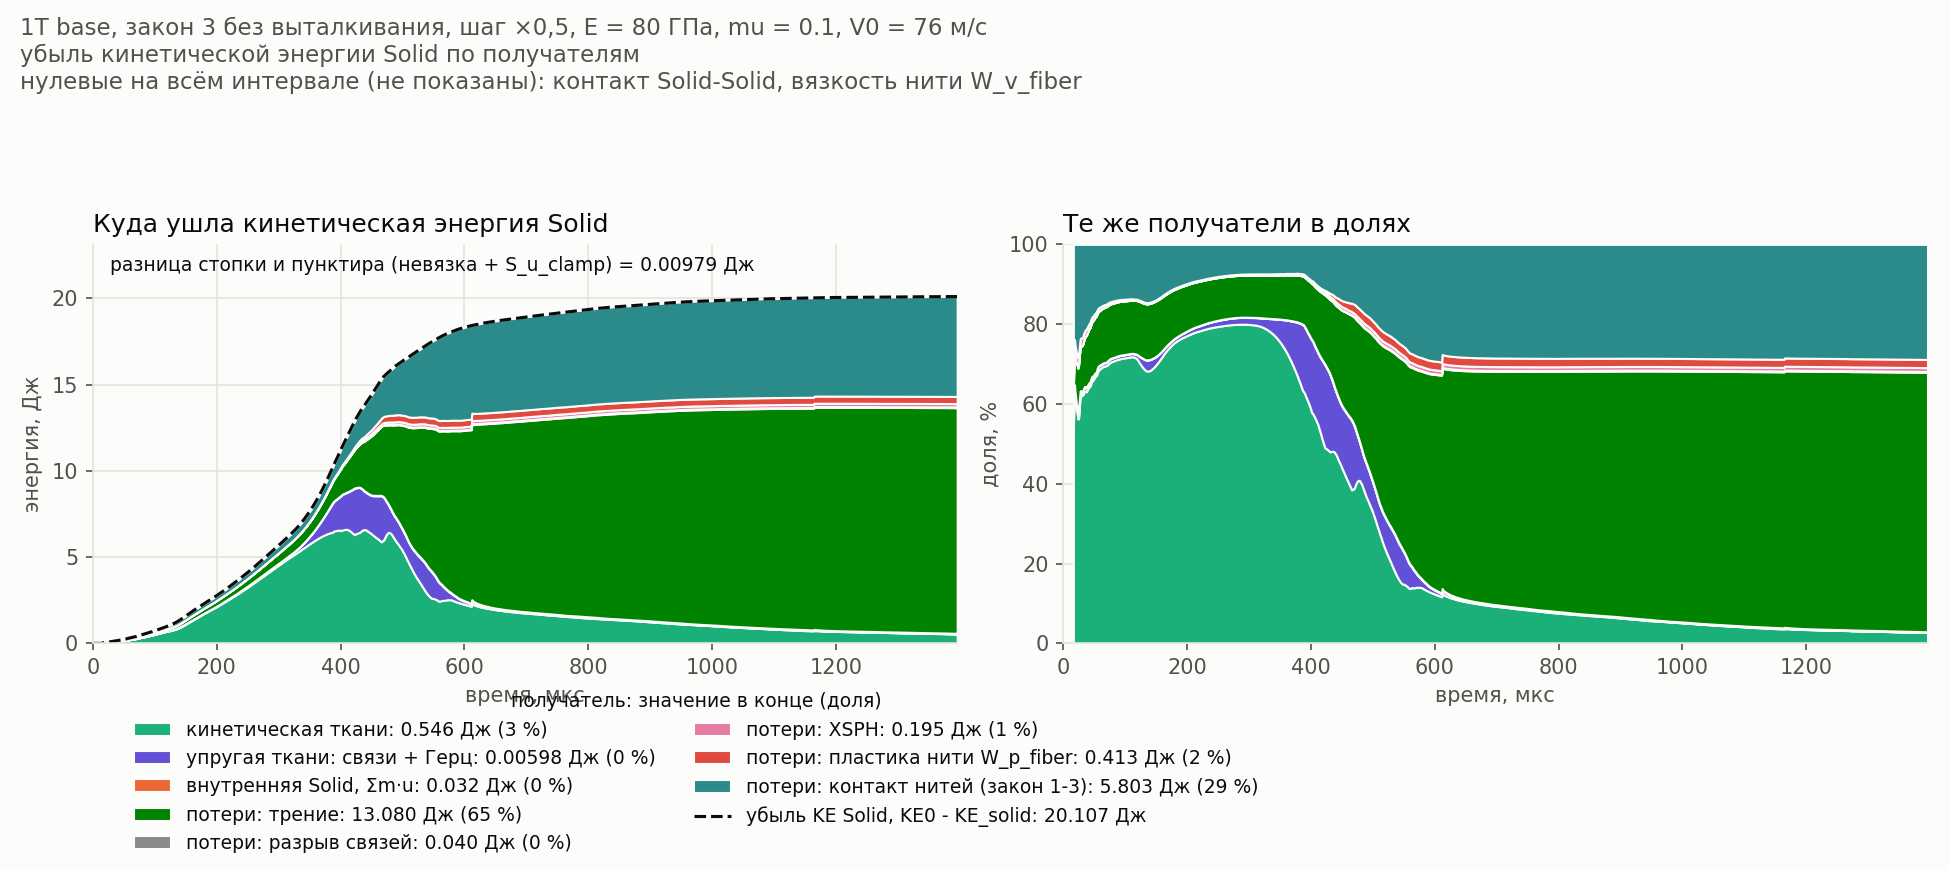 1T base, закон 3 без выталкивания, шаг ×0,5, E = 80 ГПа, mu = 0.1, V0 = 76 м/с
убыль кинетической энергии Solid по получателям
нулевые на всём интервале (не показаны): контакт Solid-Solid, вязкость нити W_v_fiber
Куда ушла кинетическая энергия Solid
разница стопки и пунктира (невязка + S_u_clamp) = 0.00979 Дж
энергия, Дж
20
15
10
5
0
0 200 400 600 800 1000 1200
время, мкс
Те же получатели в долях
доля, %
100
80
60
40
20
0
0 200 400 600 800 1000 1200
время, мкс
получатель: значение в конце (доля)
кинетическая ткани: 0.546 Дж (3 %)
упругая ткани: связи + Герц: 0.00598 Дж (0 %)
внутренняя Solid, Σm·u: 0.032 Дж (0 %)
потери: трение: 13.080 Дж (65 %)
потери: разрыв связей: 0.040 Дж (0 %)
потери: XSPH: 0.195 Дж (1 %)
потери: пластика нити W_p_fiber: 0.413 Дж (2 %)
потери: контакт нитей (закон 1-3): 5.803 Дж (29 %)
убыль KE Solid, KE0 - KE_solid: 20.107 Дж